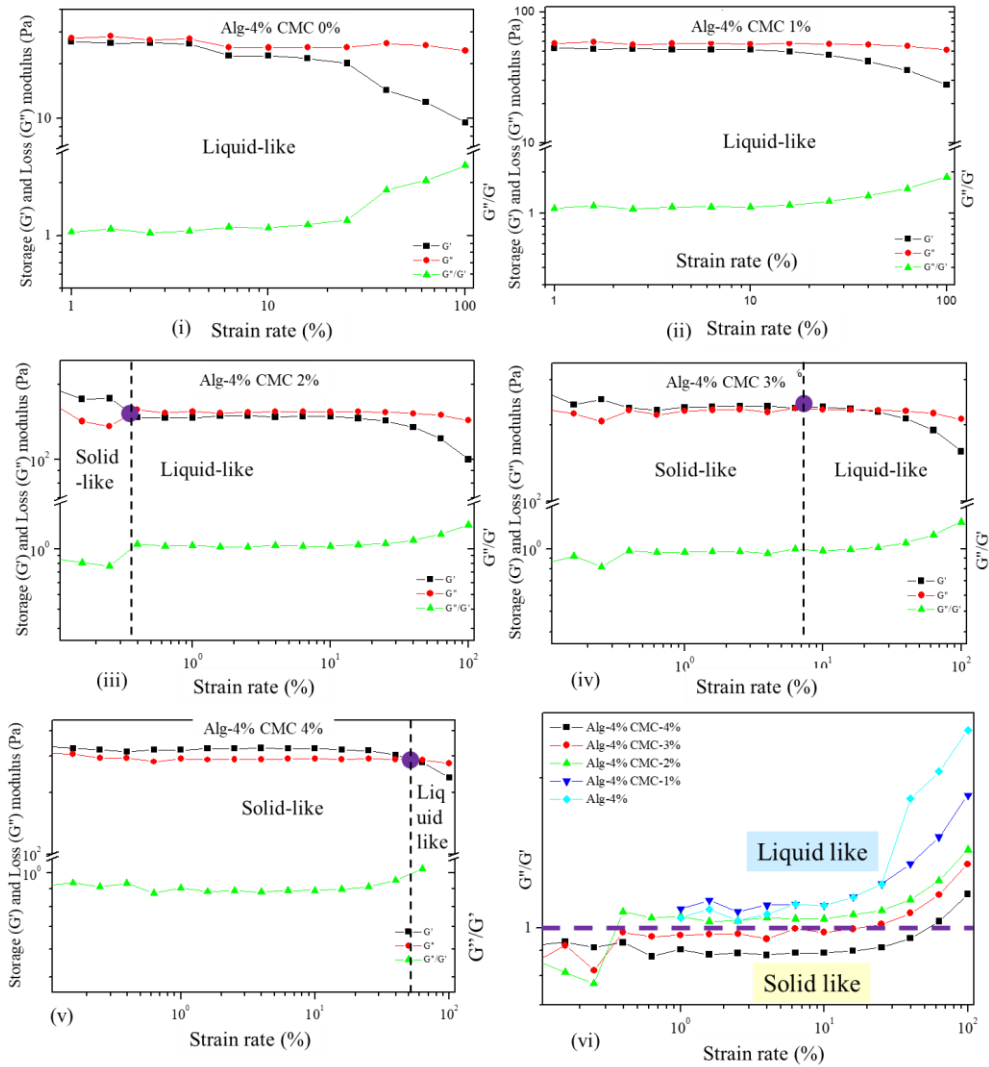 Alg-4% CMC 0%
Storage (G') and Loss (G") modulus (Pa)
10
Liquid-like
1
G"/G'
G'
G"
G"/G'
1
10
100
(i)
Strain rate (%)
Alg-4% CMC 1%
Storage (G') and Loss (G") modulus (Pa)
100
10
Liquid-like
1
G"/G'
Strain rate (%)
G'
G"
G"/G'
1
10
100
(ii)
Strain rate (%)
Alg-4% CMC 2%
Storage (G') and Loss (G") modulus (Pa)
10²
Solid
-like
Liquid-like
10⁰
G"/G'
G'
G"
G"/G'
10⁰
10¹
10²
(iii)
Strain rate (%)
Alg-4% CMC 3%
%
Storage (G') and Loss (G") modulus (Pa)
Solid-like
Liquid-like
10²
10⁰
G"/G'
G'
G"
G"/G'
10⁰
10¹
10²
(iv)
Strain rate (%)
Alg-4% CMC 4%
Storage (G') and Loss (G") modulus (Pa)
Solid-like
Liq
uid
like
10²
10⁰
G''/G'
G'
G"
G"/G'
10⁰
10¹
10²
(v)
Strain rate (%)
Alg-4% CMC-4%
Alg-4% CMC-3%
Alg-4% CMC-2%
Alg-4% CMC-1%
Alg-4%
Liquid like
G"/G'
1
Solid like
10⁰
10¹
10²
(vi)
Strain rate (%)